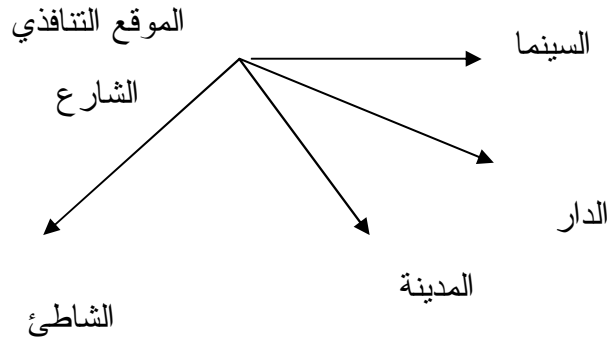 الموقع التنافذي
السينما
الشارع
الدار
المدينة
الشاطئ